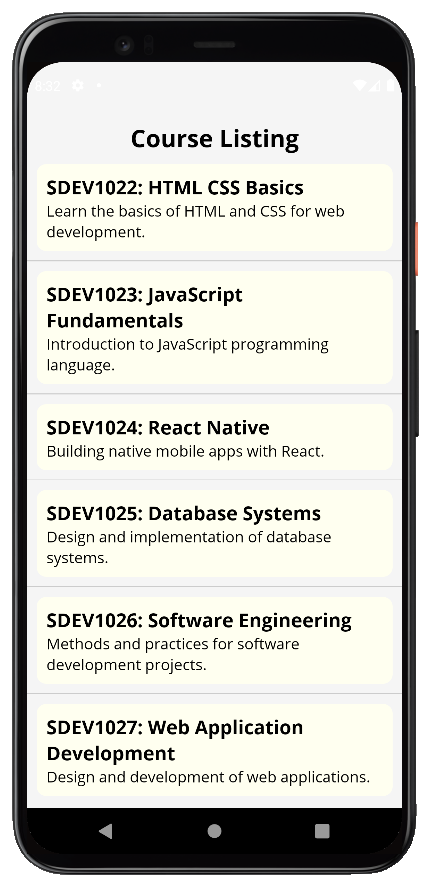 8:32
Course Listing
SDEV1022: HTML CSS Basics
Learn the basics of HTML and CSS for web
development.
SDEV1023: JavaScript
Fundamentals
Introduction to JavaScript programming
language.
SDEV1024: React Native
Building native mobile apps with React.
SDEV1025: Database Systems
Design and implementation of database
systems.
SDEV1026: Software Engineering
Methods and practices for software
development projects.
SDEV1027: Web Application
Development
Design and development of web applications.